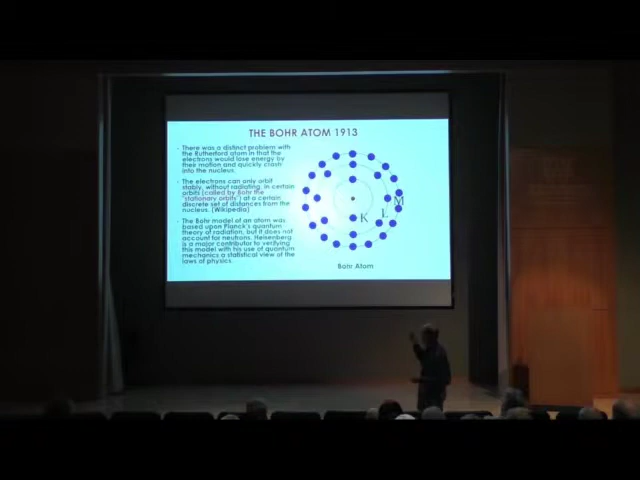 THE BOHR ATOM 1913
There was a distinct problem with
the Rutherford atom in that the
electrons would lose energy by
their motion and quickly crash
into the nucleus.
The electrons can only orbit
stably, without radiating, in certain
orbits (called by Bohr the
"stationary orbits") at a certain
discrete set of distances from the
nucleus. (Wikipedia)
The Bohr model of an atom was
based upon Planck's quantum
theory of radiation, but it does not
account for neutrons. Heisenberg
is a major contributor to verifying
this model with his use of quantum
mechanics a statistical view of the
laws of physics.
K
L
M
Bohr Atom